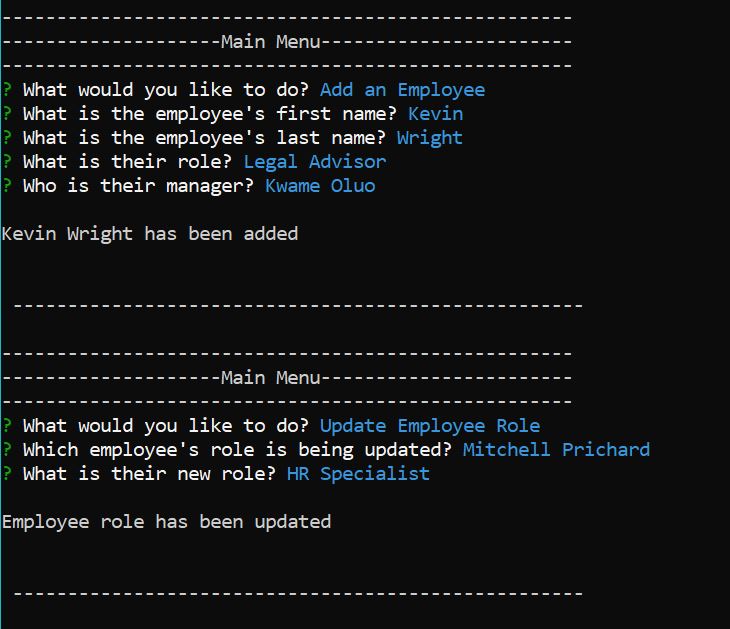 ----------------------------------------------------
--------------------Main Menu-----------------------
----------------------------------------------------
? What would you like to do? Add an Employee
? What is the employee's first name? Kevin
? What is the employee's last name? Wright
? What is their role? Legal Advisor
? Who is their manager? Kwame Oluo
Kevin Wright has been added
----------------------------------------------------
----------------------------------------------------
--------------------Main Menu-----------------------
----------------------------------------------------
? What would you like to do? Update Employee Role
? Which employee's role is being updated? Mitchell Prichard
? What is their new role? HR Specialist
Employee role has been updated
----------------------------------------------------